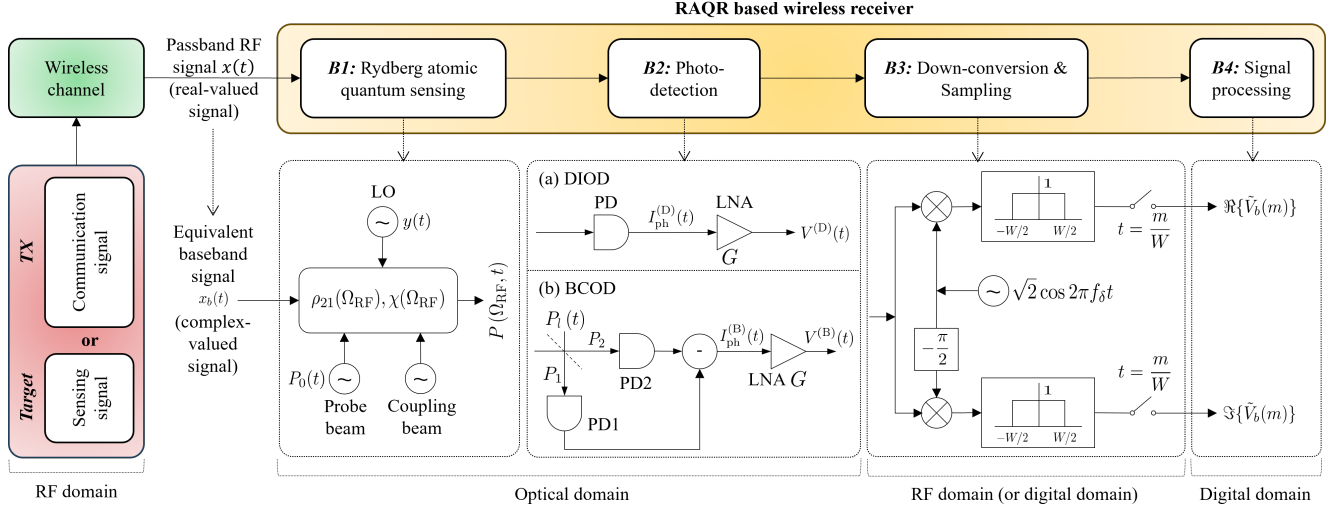 RAQR based wireless receiver
Wireless
channel
Passband RF
signal x(t)
(real-valued
signal)
B1: Rydberg atomic
quantum sensing
B2: Photo-
detection
B3: Down-conversion &
Sampling
B4: Signal
processing
TX
Communication
signal
or
Target
Sensing
signal
RF domain
Equivalent
baseband
signal
x_b(t)
(complex-
valued
signal)
LO
~ y(t)
ρ_21(Ω_RF), χ(Ω_RF)
P(Ω_RF, t)
P_0(t) ~
~
Probe
beam
Coupling
beam
(a) DIOD
PD
I_ph^(D)(t)
LNA
G
V^(D)(t)
(b) BCOD
P_l(t)
P_2
PD2
P_1
PD1
-
I_ph^(B)(t)
LNA G
V^(B)(t)
Optical domain
1
−W/2 W/2
t = m/W
~ √2 cos 2πf_δt
−π/2
1
−W/2 W/2
t = m/W
RF domain (or digital domain)
ℜ{Ṽ_b(m)}
ℑ{Ṽ_b(m)}
Digital domain